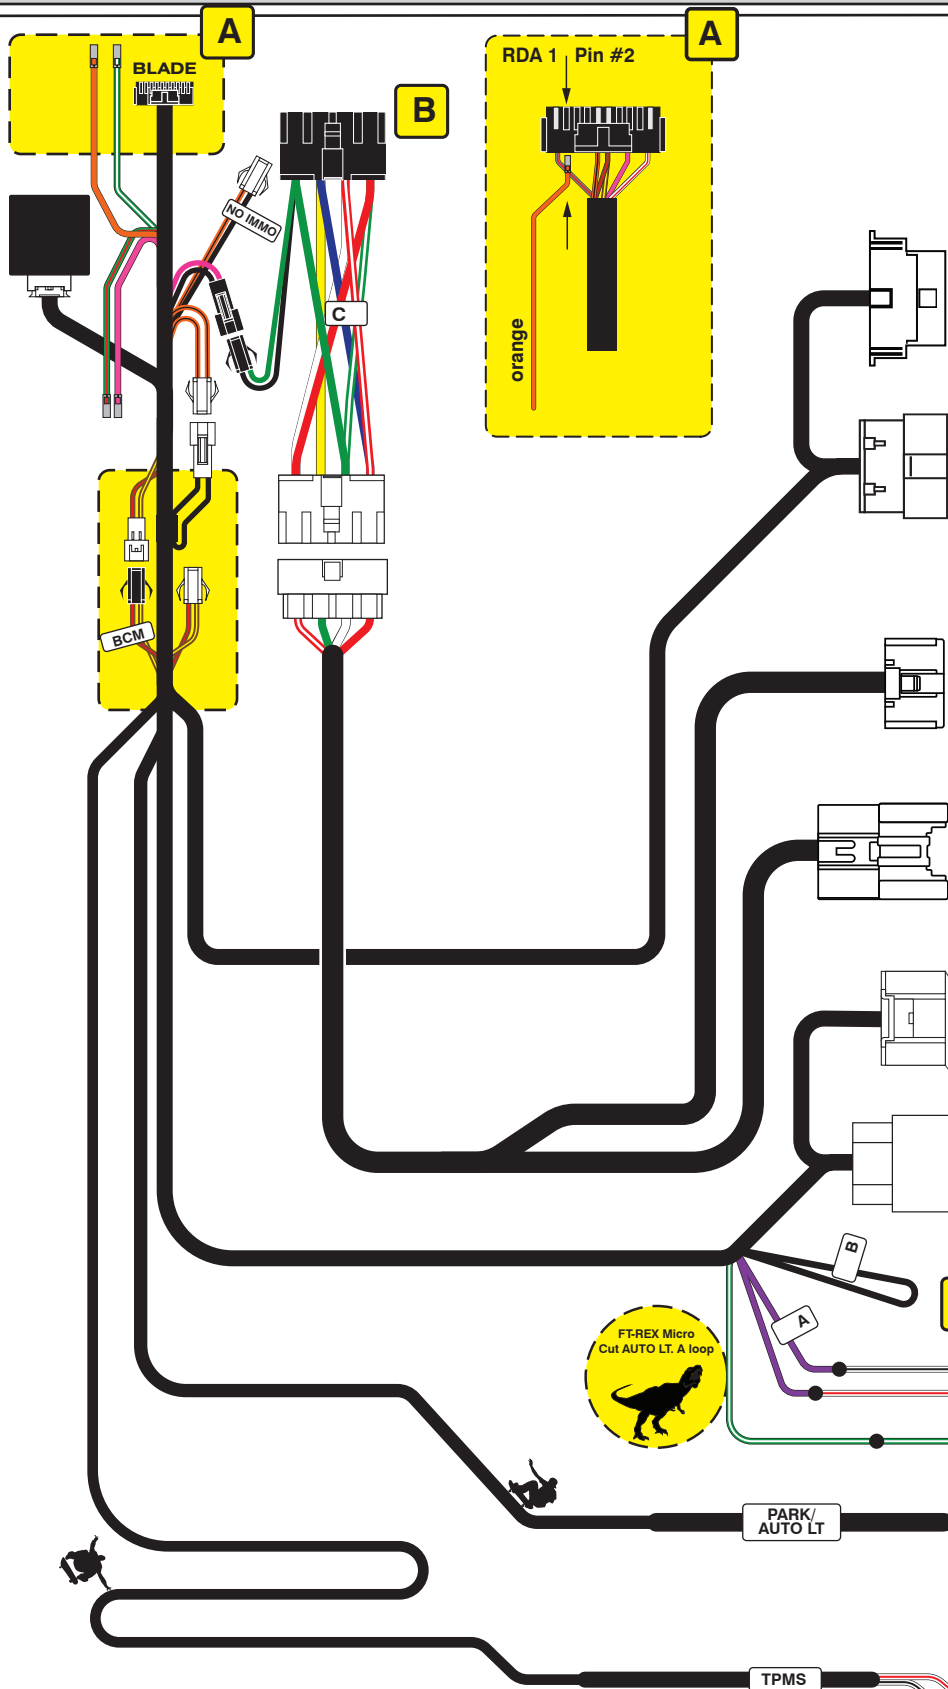 A
BLADE
B
A
RDA 1 Pin #2
NO IMMO
C
orange
BCM
B
A
FT-REX Micro
Cut AUTO LT. A loop
PARK/
AUTO LT
TPMS